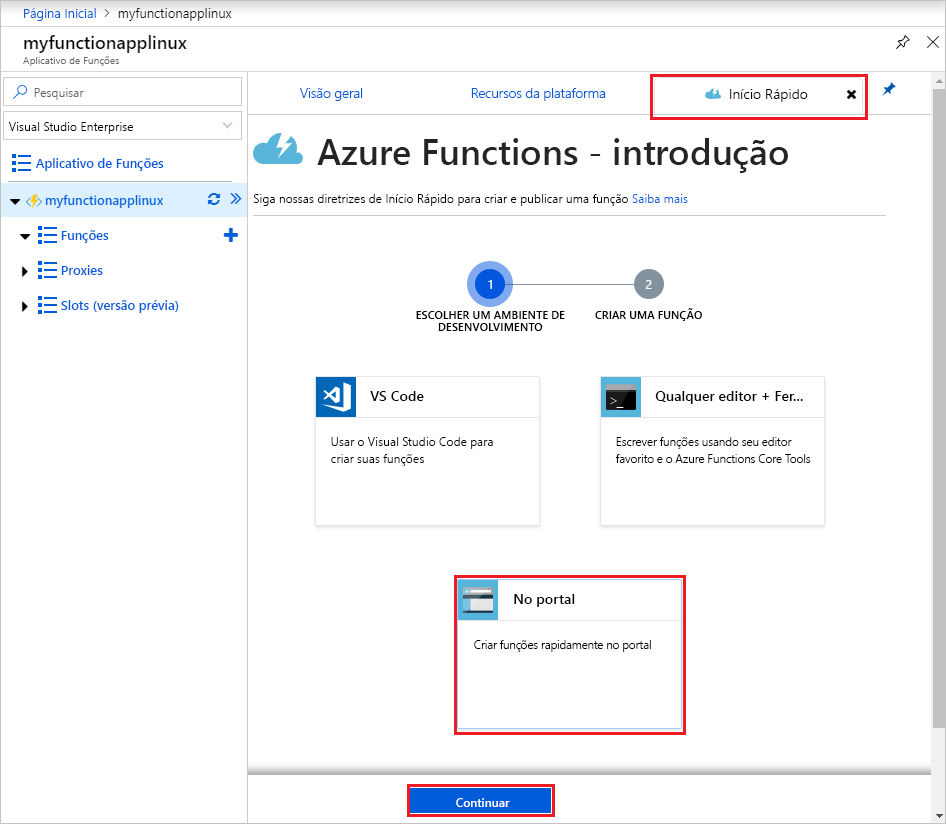 Página Inicial > myfunctionapplinux
myfunctionapplinux
Aplicativo de Funções
Pesquisar
Visual Studio Enterprise
Aplicativo de Funções
myfunctionapplinux
Funções
Proxies
Slots (versão prévia)
Visão geral
Recursos da plataforma
Início Rápido
Azure Functions - introdução
Siga nossas diretrizes de Início Rápido para criar e publicar uma função Saiba mais
1
2
ESCOLHER UM AMBIENTE DE
DESENVOLVIMENTO
CRIAR UMA FUNÇÃO
VS Code
Usar o Visual Studio Code para
criar suas funções
Qualquer editor + Fer...
Escrever funções usando seu editor
favorito e o Azure Functions Core Tools
No portal
Criar funções rapidamente no portal
Continuar